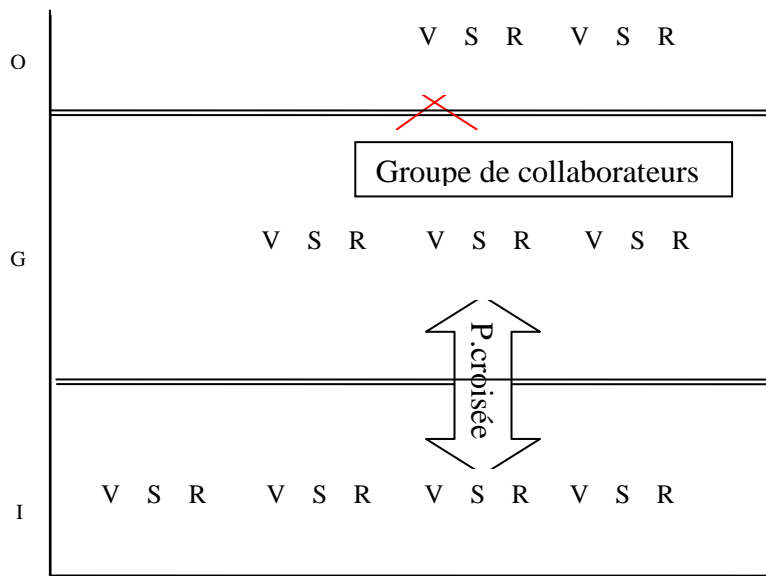 V S R V S R
O
Groupe de collaborateurs
V S R V S R V S R
G
P.croisée
V S R V S R V S R V S R
I